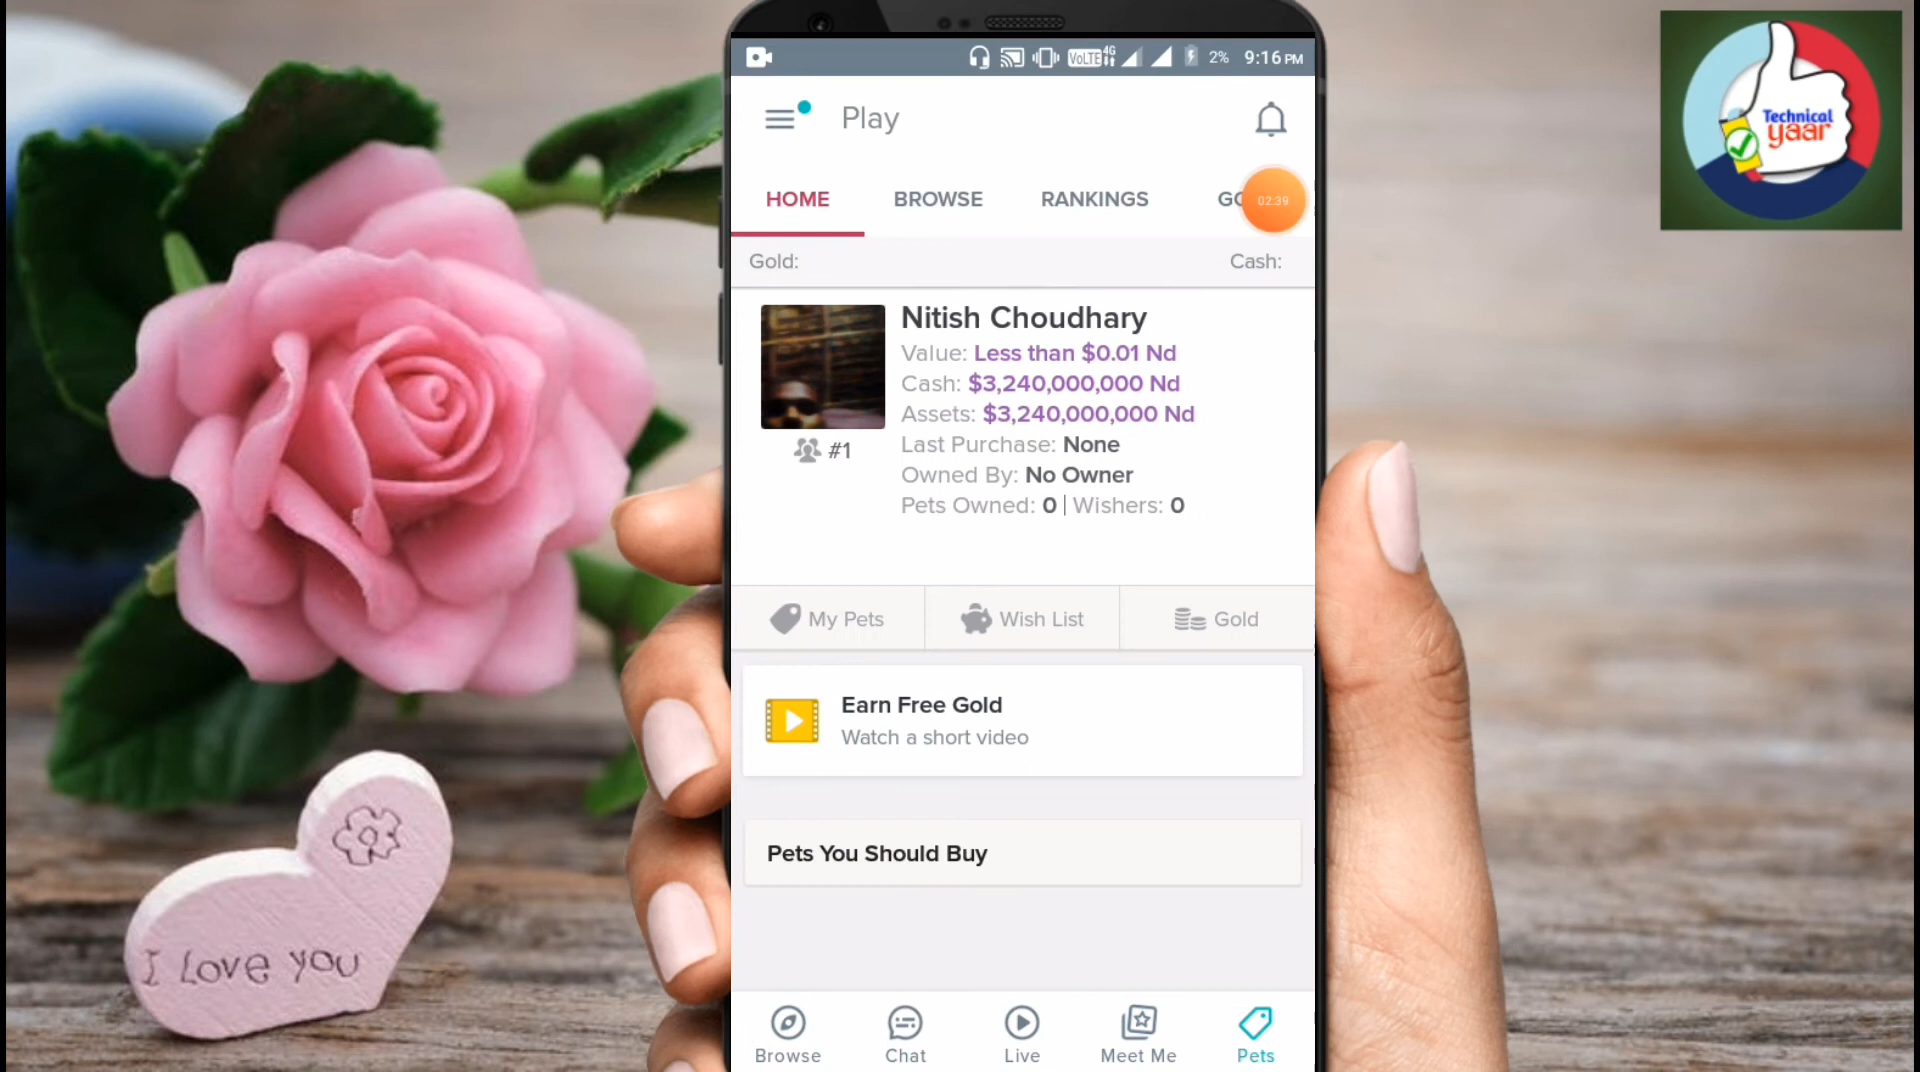 VoLTE 4G 2% 9:16 PM
Play
HOME BROWSE RANKINGS GO
02:39
Gold: Cash:
Nitish Choudhary
Value: Less than $0.01 Nd
Cash: $3,240,000,000 Nd
Assets: $3,240,000,000 Nd
#1
Last Purchase: None
Owned By: No Owner
Pets Owned: 0 | Wishers: 0
My Pets Wish List Gold
Earn Free Gold
Watch a short video
Pets You Should Buy
Browse Chat Live Meet Me Pets
Technical
yaar
I Love you